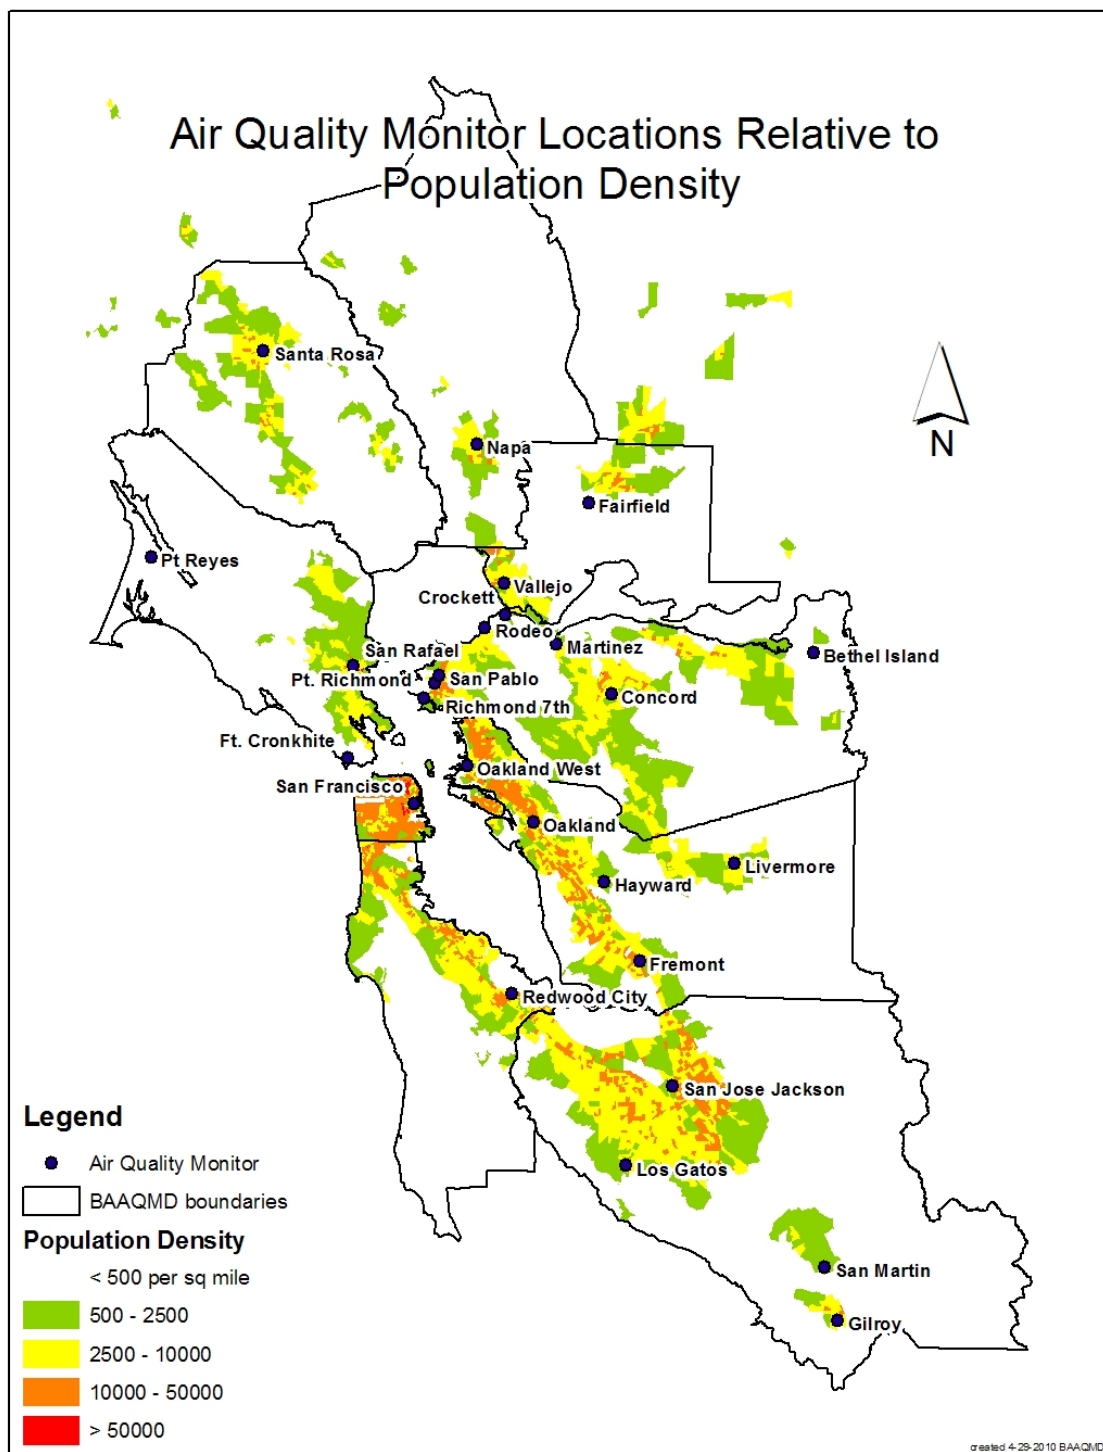 Air Quality Monitor Locations Relative to
Population Density
Santa Rosa
Napa
Fairfield
Pt Reyes
Vallejo
Crockett
Rodeo
Martinez
San Rafael
Bethel Island
Pt. Richmond
San Pablo
Concord
Richmond 7th
Ft. Cronkhite
Oakland West
San Francisco
Oakland
Livermore
Hayward
Fremont
Redwood City
San Jose Jackson
Los Gatos
San Martin
Gilroy
N
Legend
Air Quality Monitor
BAAQMD boundaries
Population Density
< 500 per sq mile
500 - 2500
2500 - 10000
10000 - 50000
> 50000
created 4-29-2010 BAAQMD